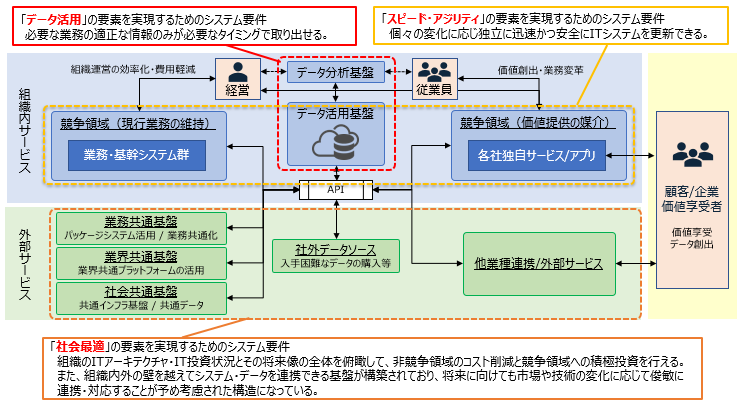 「データ活用」の要素を実現するためのシステム要件
必要な業務の適正な情報のみが必要なタイミングで取り出せる。
「スピード・アジリティ」の要素を実現するためのシステム要件
個々の変化に応じ独立に迅速かつ安全にITシステムを更新できる。
組織内サービス
組織運営の効率化・費用軽減
経営
データ分析基盤
従業員
価値創出・業務変革
競争領域（現行業務の維持）
業務・基幹システム群
データ活用基盤
競争領域（価値提供の媒介）
各社独自サービス/アプリ
API
顧客/企業
価値享受者
価値享受
データ創出
外部サービス
業務共通基盤
パッケージシステム活用 / 業務共通化
業界共通基盤
業界共通プラットフォームの活用
社会共通基盤
共通インフラ基盤 / 共通データ
社外データソース
入手困難なデータの購入等
他業種連携/外部サービス
「社会最適」の要素を実現するためのシステム要件
組織のITアーキテクチャ・IT投資状況とその将来像の全体を俯瞰して、非競争領域のコスト削減と競争領域への積極投資を行える。
また、組織内外の壁を越えてシステム・データを連携できる基盤が構築されており、将来に向けても市場や技術の変化に応じて俊敏に
連携・対応することが予め考慮された構造になっている。